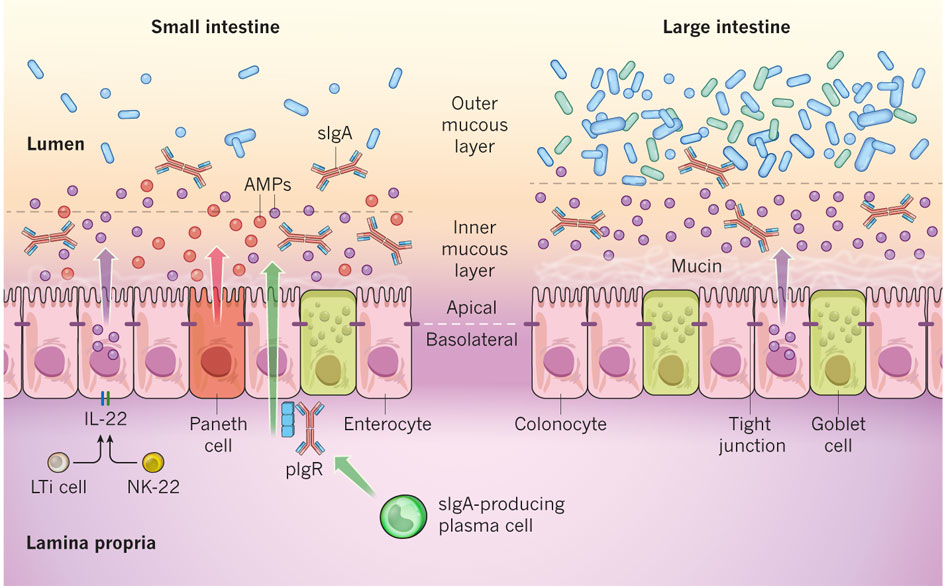 Small intestine
Large intestine
Lumen
sIgA
AMPs
Outer
mucous
layer
Inner
mucous
layer
Mucin
Apical
Basolateral
IL-22
LTi cell
NK-22
Paneth
cell
pIgR
Enterocyte
sIgA-producing
plasma cell
Colonocyte
Tight
junction
Goblet
cell
Lamina propria